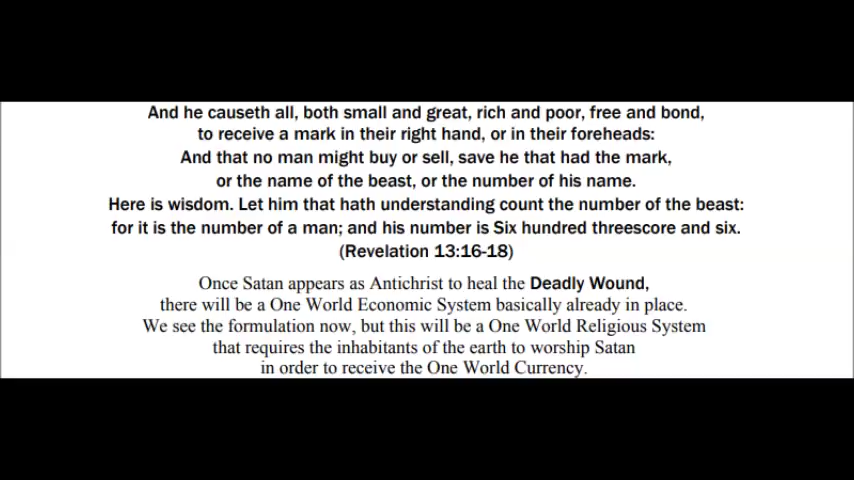 And he causeth all, both small and great, rich and poor, free and bond,
to receive a mark in their right hand, or in their foreheads:
And that no man might buy or sell, save he that had the mark,
or the name of the beast, or the number of his name.
Here is wisdom. Let him that hath understanding count the number of the beast:
for it is the number of a man; and his number is Six hundred threescore and six.
(Revelation 13:16-18)
Once Satan appears as Antichrist to heal the Deadly Wound,
there will be a One World Economic System basically already in place.
We see the formulation now, but this will be a One World Religious System
that requires the inhabitants of the earth to worship Satan
in order to receive the One World Currency.